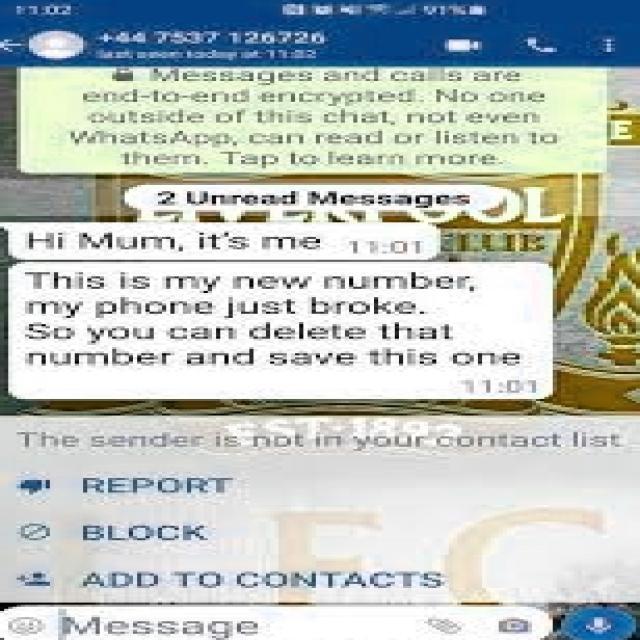 11:02
91%
+44 7537 126726
last seen today at 11:02
Messages and calls are
end-to-end encrypted. No one
outside of this chat, not even
WhatsApp, can read or listen to
them. Tap to learn more.
2 Unread Messages
Hi Mum, it's me 11:01
This is my new number,
my phone just broke.
So you can delete that
number and save this one
11:01
EST·1892
The sender is not in your contact list
REPORT
BLOCK
ADD TO CONTACTS
F C
Message